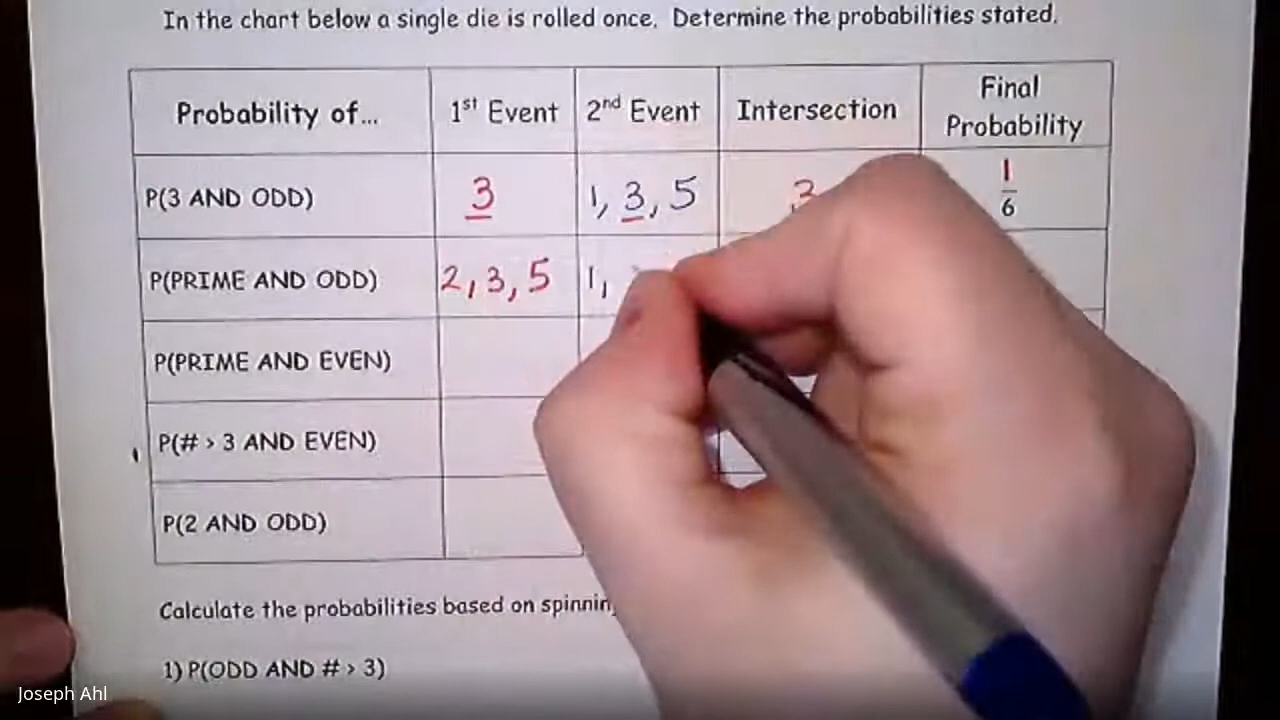 In the chart below a single die is rolled once. Determine the probabilities stated.
Probability of... 1st Event 2nd Event Intersection Final Probability
P(3 AND ODD) 3 1, 3, 5 3 1/6
P(PRIME AND ODD) 2, 3, 5 1,
P(PRIME AND EVEN)
P(# > 3 AND EVEN)
P(2 AND ODD)
Calculate the probabilities based on
1) P(ODD AND # > 3)
Joseph Ahl